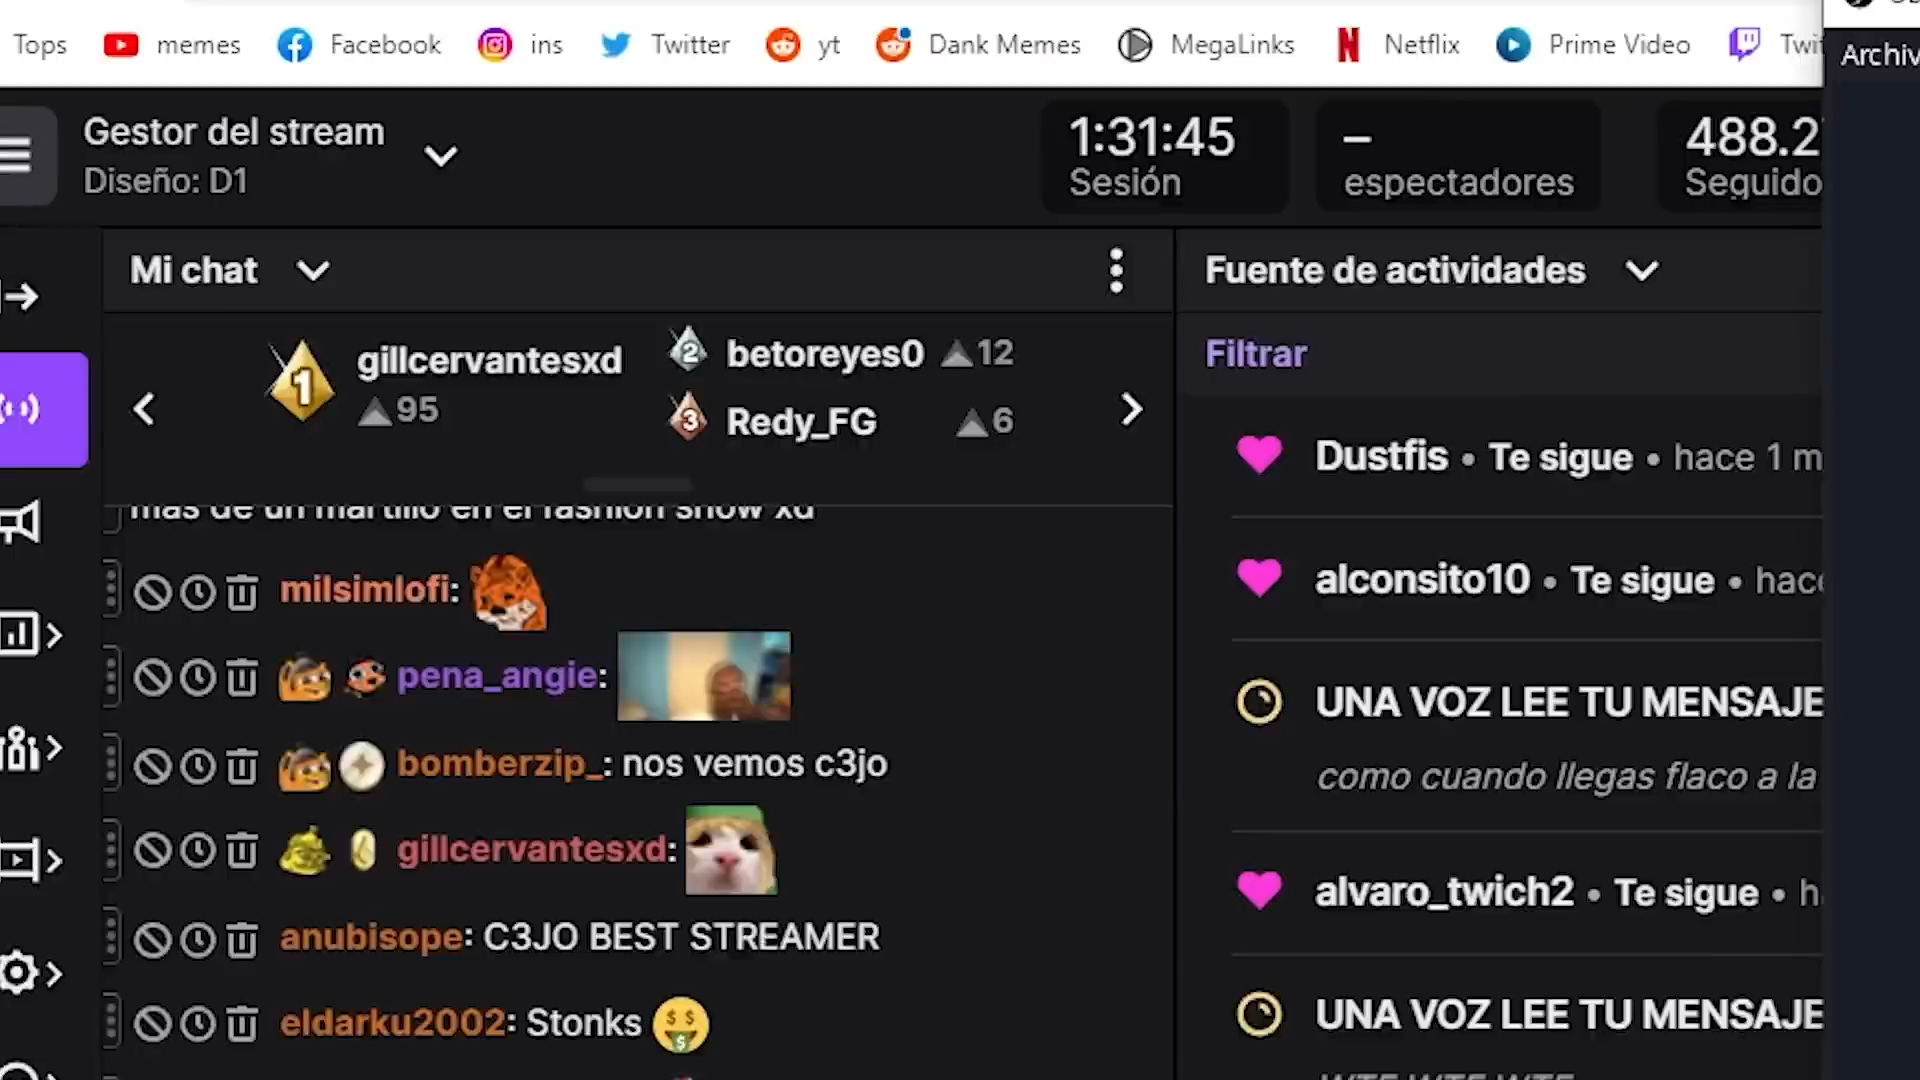 Tops memes Facebook ins Twitter yt Dank Memes MegaLinks Netflix Prime Video Twi
Archiv
Gestor del stream
Diseño: D1
1:31:45
Sesión
–
espectadores
488.2
Seguido
Mi chat
Fuente de actividades
1 gillcervantesxd
95
2 betoreyes0 12
3 Redy_FG 6
Filtrar
mas de un martillo en el fashion show xd
milsimlofi:
pena_angie:
bomberzip_: nos vemos c3jo
gillcervantesxd:
anubisope: C3JO BEST STREAMER
eldarku2002: Stonks
Dustfis • Te sigue • hace 1 m
alconsito10 • Te sigue • hac
UNA VOZ LEE TU MENSAJE
como cuando llegas flaco a la
alvaro_twich2 • Te sigue • h
UNA VOZ LEE TU MENSAJE